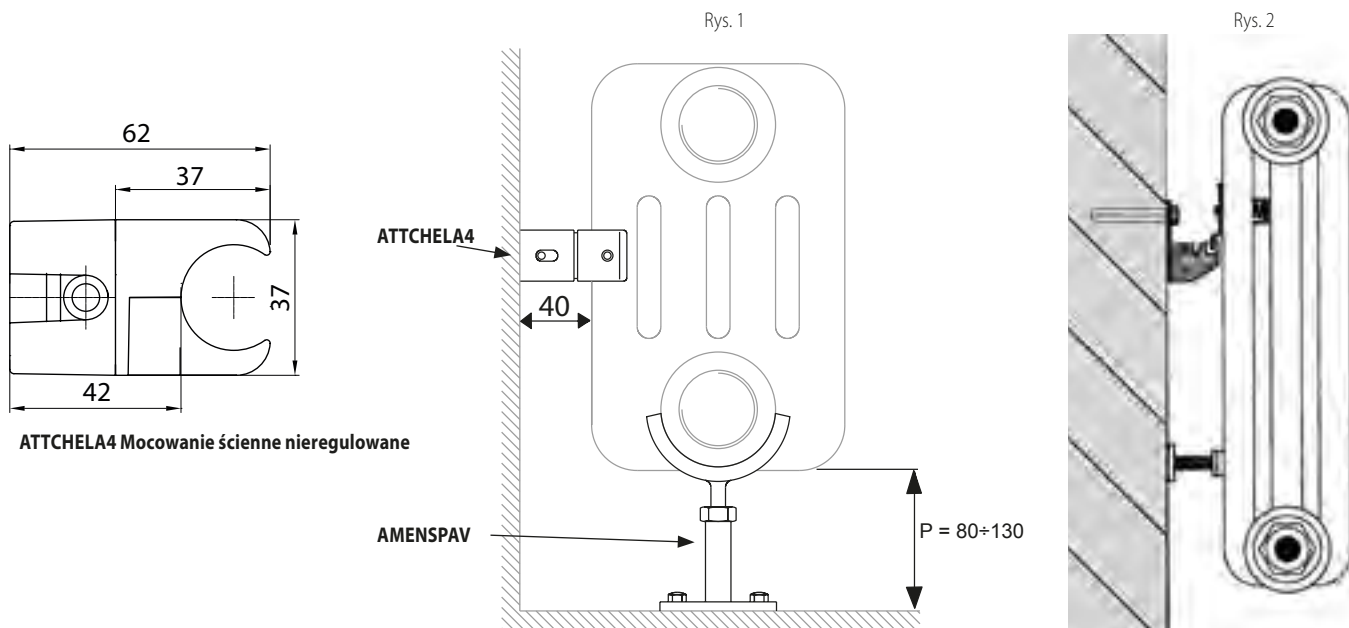 Rys. 1
Rys. 2
62
37
37
42
ATTCHELA4 Mocowanie ścienne nieregulowane
ATTCHELA4
40
AMENSPAV
P = 80÷130